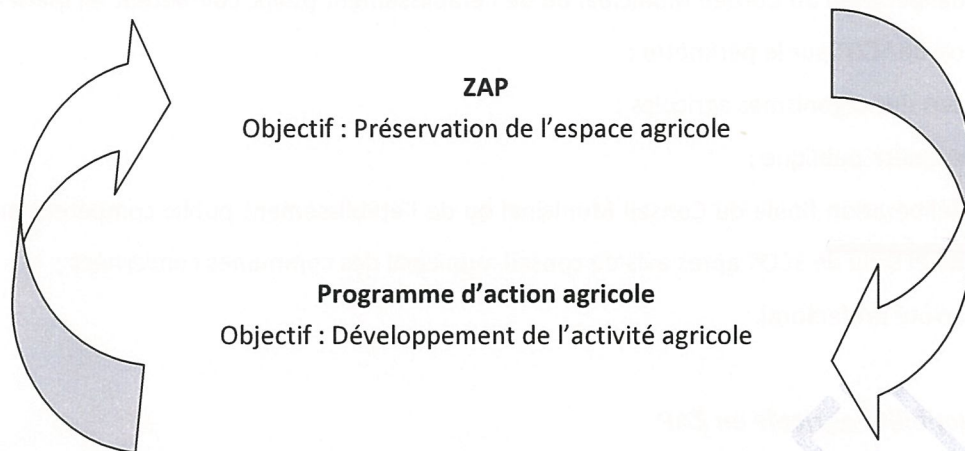 ZAP
Objectif : Préservation de l'espace agricole
Programme d'action agricole
Objectif : Développement de l'activité agricole